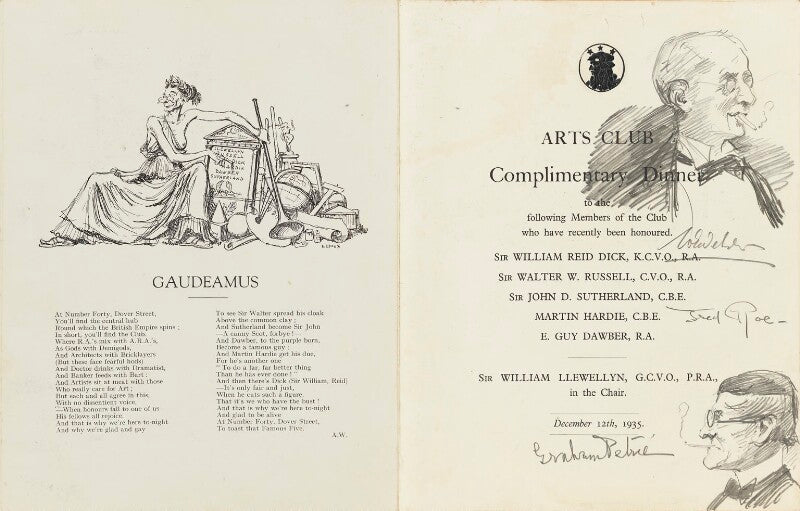 LLEWELLYN
RUSSELL
DICK
HARDIE
DAWBER
SUTHERLAND
GAUDEAMUS
At Number Forty, Dover Street,
You'll find the central hub
Round which the British Empire spins ;
In short, you'll find the Club.
Where R.A.'s mix with A.R.A's,
As Gods with Demigods,
And Architects with Bricklayers
(But these face fearful odds)
And Doctor drinks with Dramatist,
And Banker feeds with Bart :
And Artists sit at meat with those
Who really care for Art ;
But each and all agree in this,
With no dissentient voice,
—When honours fall to one of us
His fellows all rejoice.
And that is why we're here to-night
And why we're glad and gay
To see Sir Walter spread his cloak
Above the common clay ;
And Sutherland become Sir John
—A canny Scot, forbye !—
And Dawber, to the purple born,
Become a famous guy ;
And Martin Hardie get his due,
For he's another one
" To do a far, far better thing
Than he has ever done ! "
And then there's Dick (Sir William, Reid)
—It's only fair and just,
When he cuts such a figure,
That it's we who have the bust !
And that is why we're here to-night
And glad to be alive
At Number Forty, Dover Street,
To toast that Famous Five.
A.W.
ARTS CLUB
Complimentary Dinner
to the
following Members of the Club
who have recently been honoured.
SIR WILLIAM REID DICK, K.C.V.O., R.A.
SIR WALTER W. RUSSELL, C.V.O., R.A.
SIR JOHN D. SUTHERLAND, C.B.E.
MARTIN HARDIE, C.B.E.
Fred Roe
E. GUY DAWBER, R.A.
SIR WILLIAM LLEWELLYN, G.C.V.O., P.R.A.,
in the Chair.
December 12th, 1935.
Graham Petrie